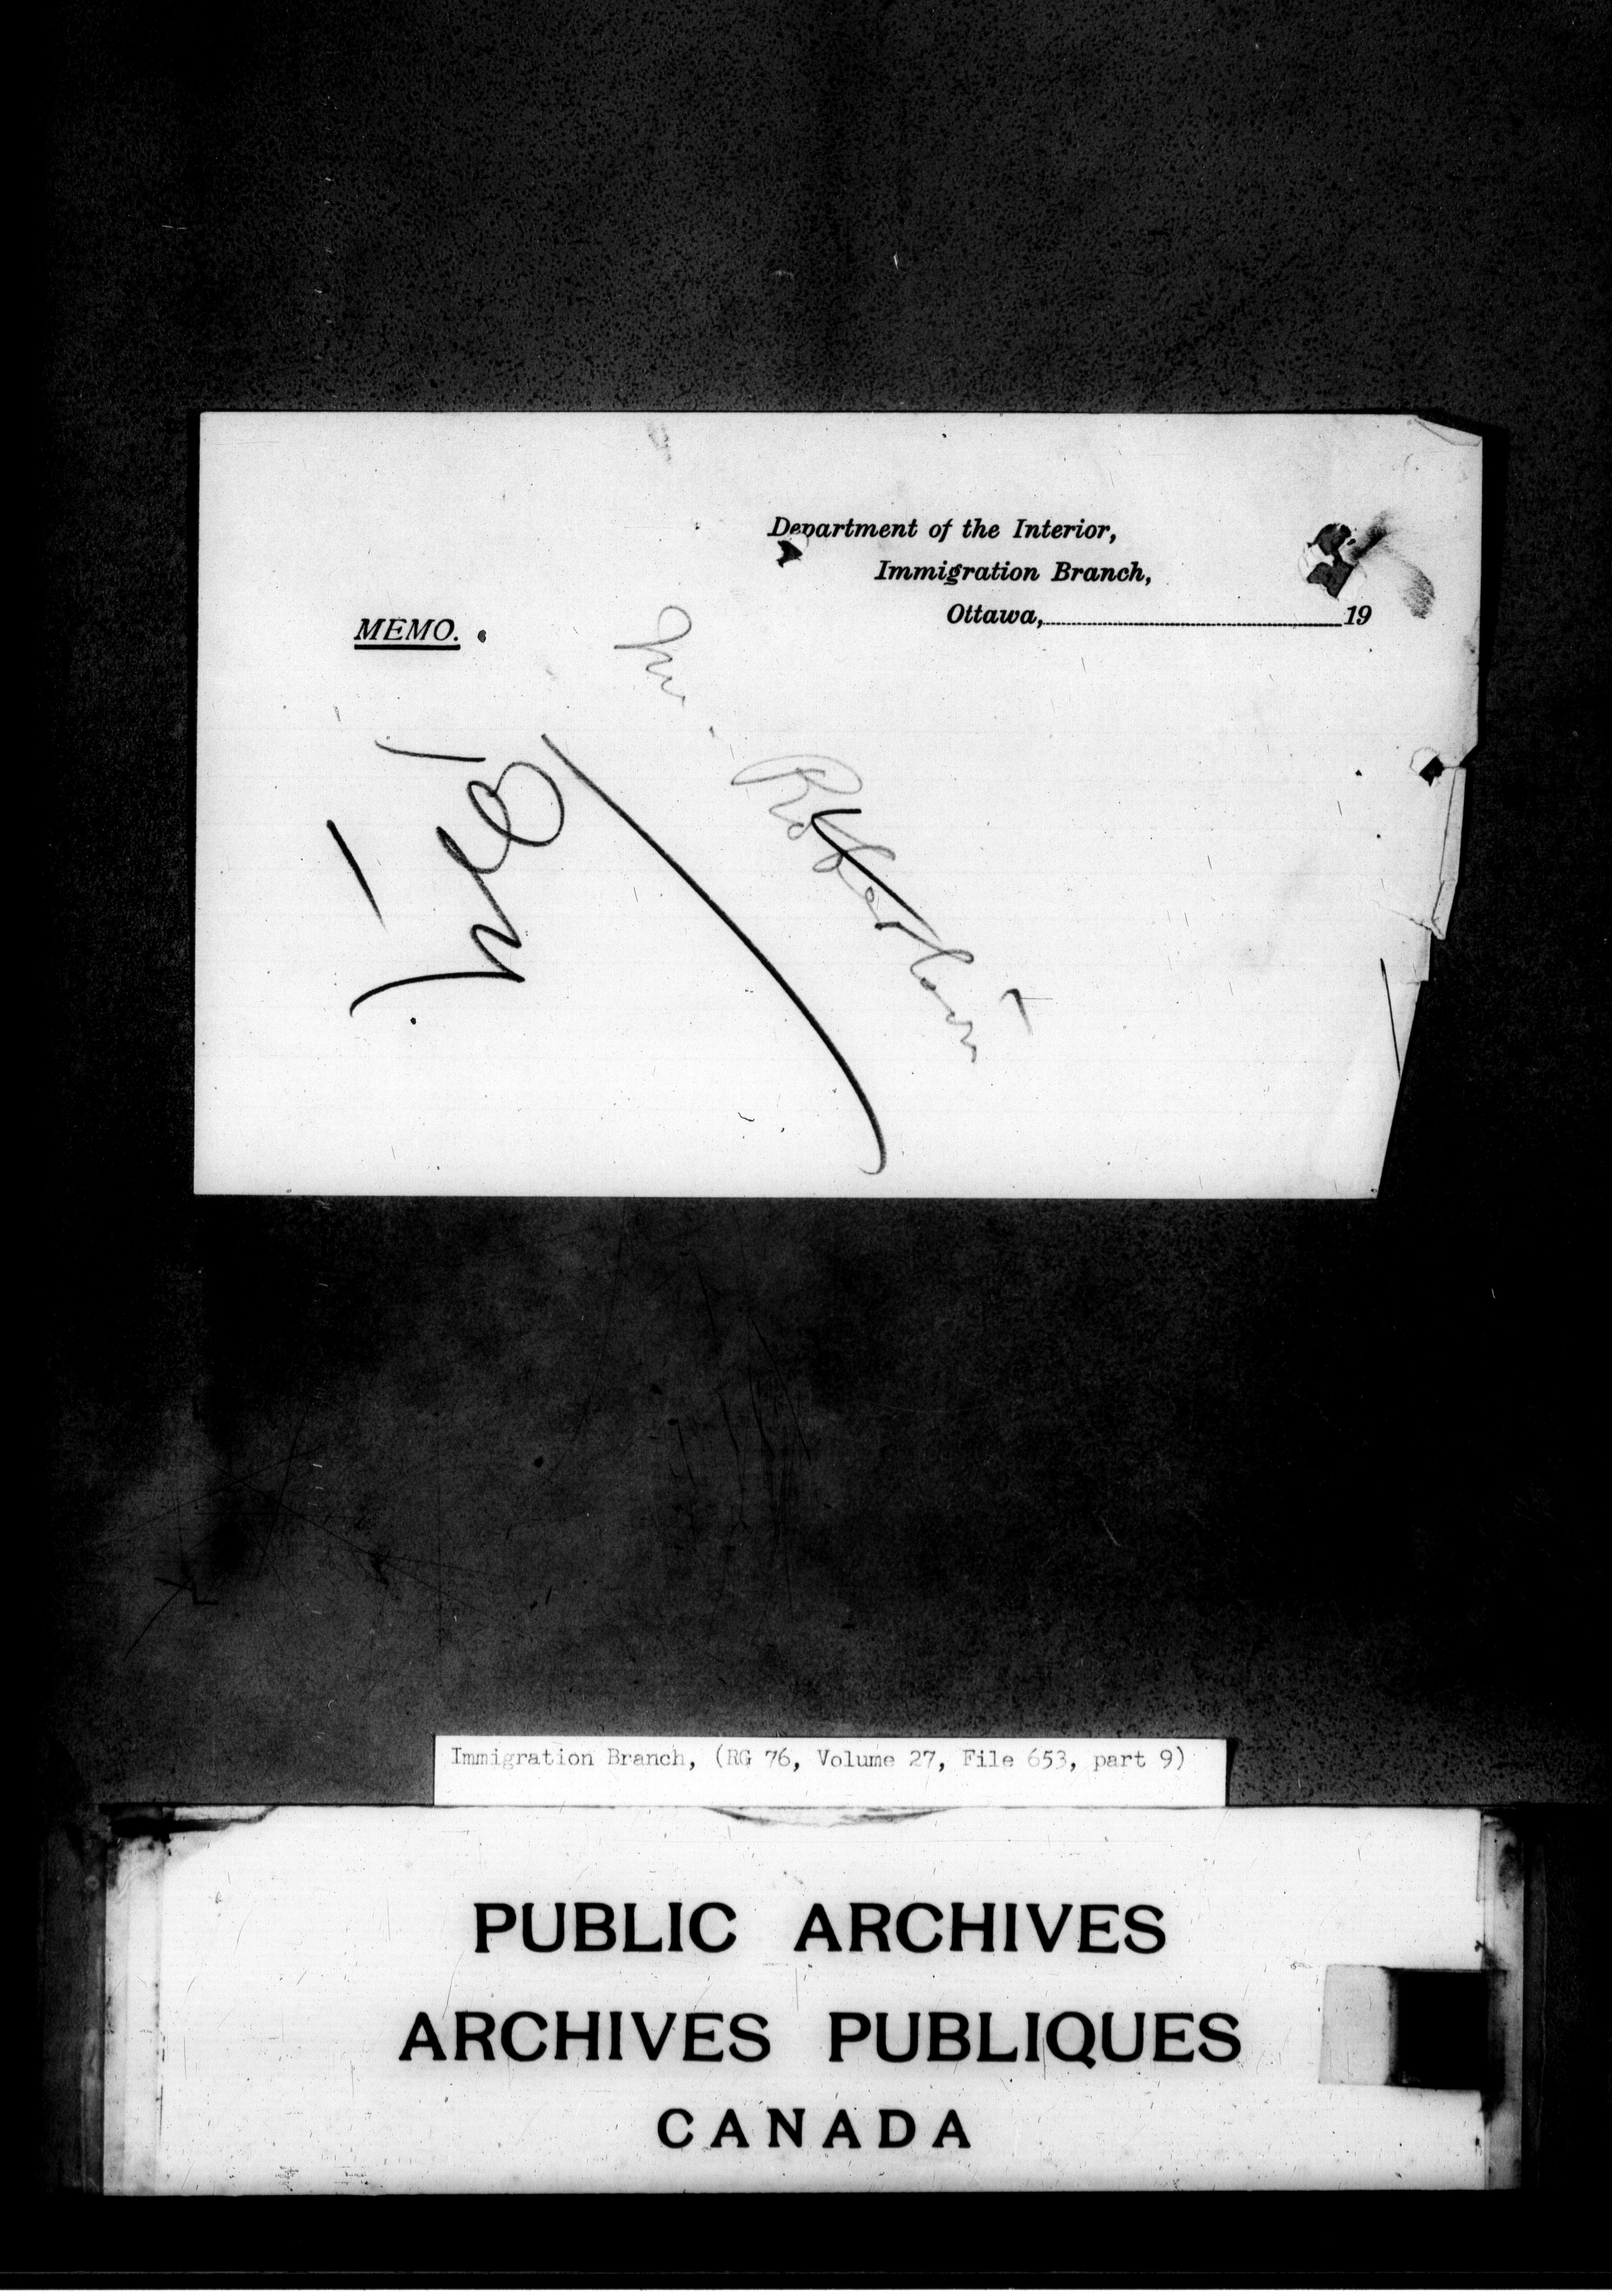 Department of the Interior,
Immigration Branch,
Ottawa, 19
MEMO.
Immigration Branch, (RG 76, Volume 27, File 653, part 9)
PUBLIC ARCHIVES
ARCHIVES PUBLIQUES
CANADA